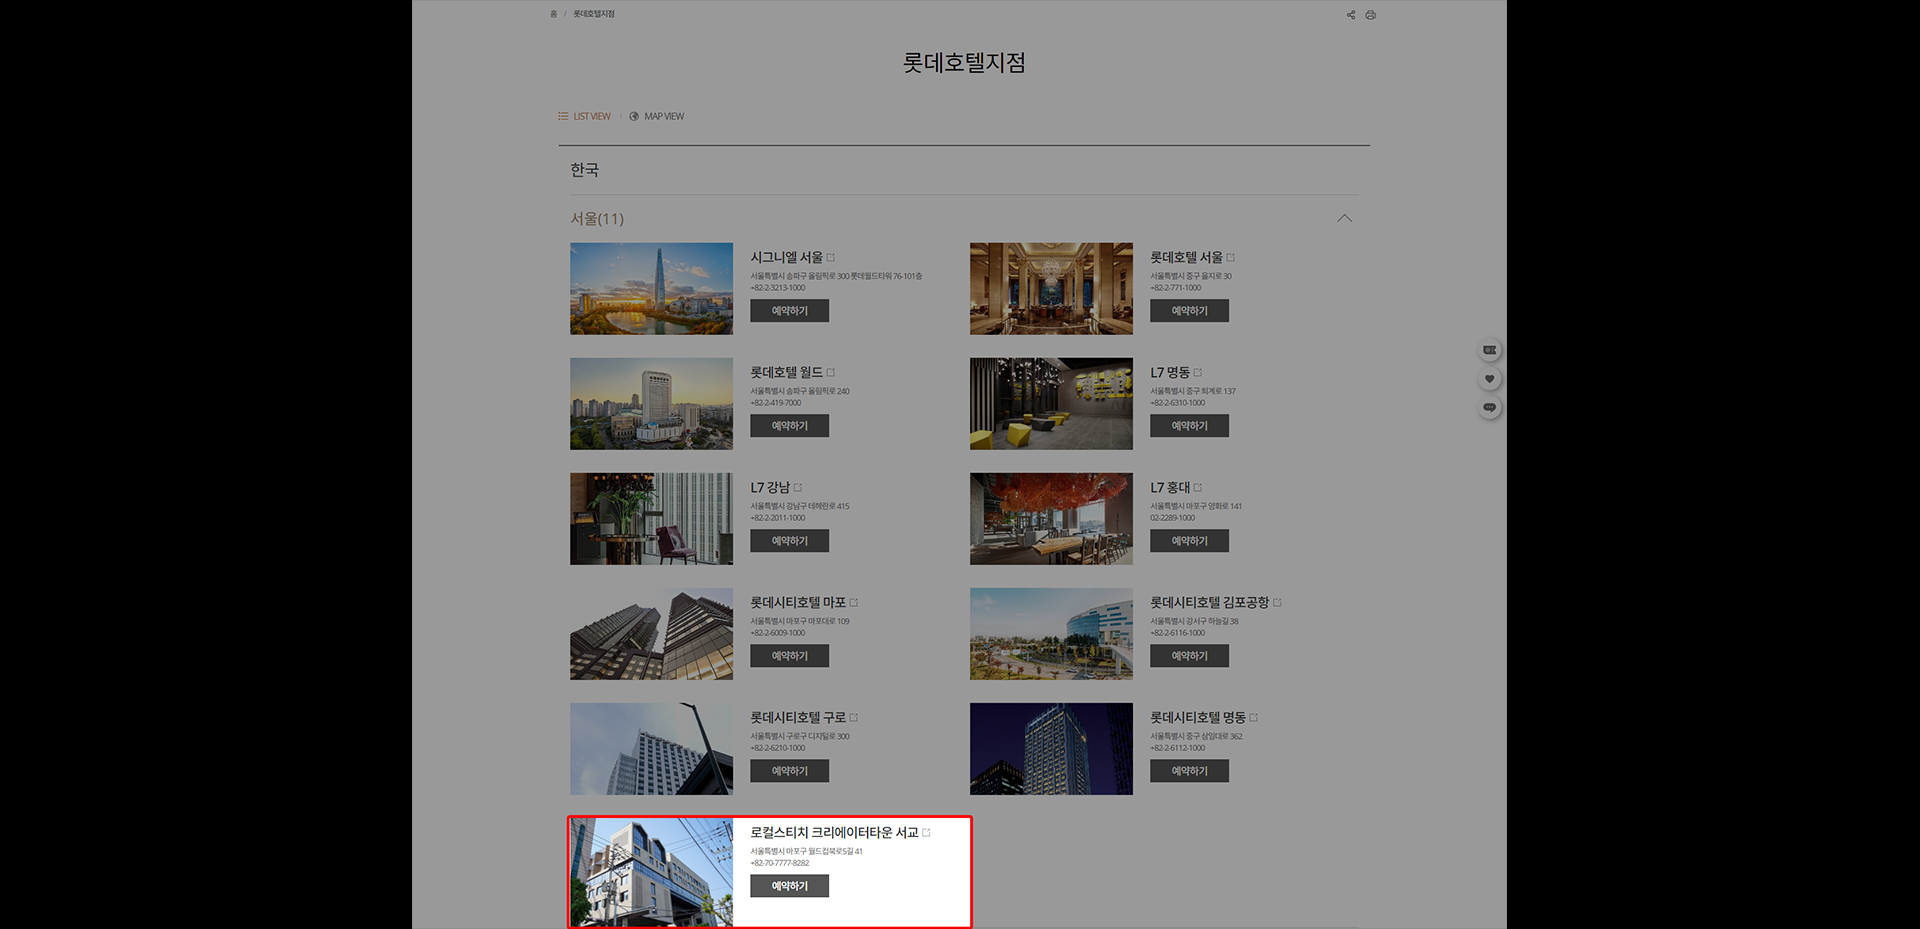 홈 / 롯데호텔지점
롯데호텔지점
LIST VIEW | MAP VIEW
한국
서울(11)
시그니엘 서울
서울특별시 송파구 올림픽로 300 롯데월드타워 76-101층
+82-2-3213-1000
예약하기
롯데호텔 서울
서울특별시 중구 을지로 30
+82-2-771-1000
예약하기
롯데호텔 월드
서울특별시 송파구 올림픽로 240
+82-2-419-7000
예약하기
L7 명동
서울특별시 중구 퇴계로 137
+82-2-6310-1000
예약하기
L7 강남
서울특별시 강남구 테헤란로 415
+82-2-2011-1000
예약하기
L7 홍대
서울특별시 마포구 양화로 141
02-2289-1000
예약하기
롯데시티호텔 마포
서울특별시 마포구 마포대로 109
+82-2-6009-1000
예약하기
롯데시티호텔 김포공항
서울특별시 강서구 하늘길 38
+82-2-6116-1000
예약하기
롯데시티호텔 구로
서울특별시 구로구 디지털로 300
+82-2-6210-1000
예약하기
롯데시티호텔 명동
서울특별시 중구 삼일대로 362
+82-2-6112-1000
예약하기
로컬스티치 크리에이터타운 서교
서울특별시 마포구 월드컵북로5길 41
+82-70-7777-8282
예약하기